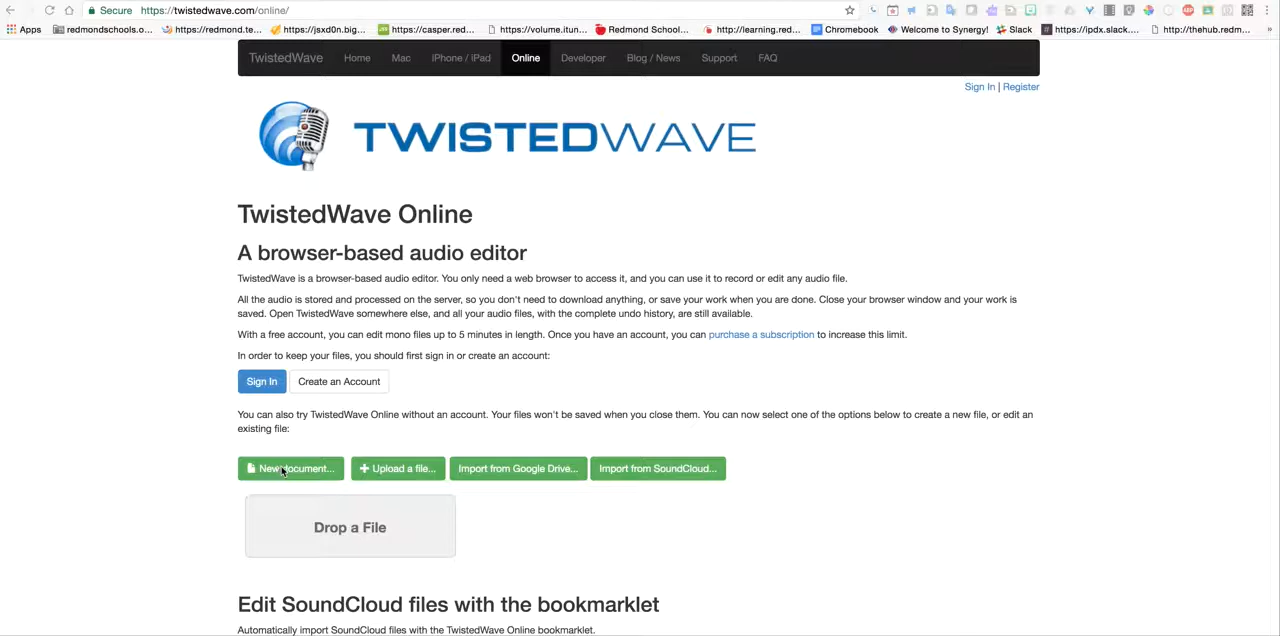 Secure https://twistedwave.com/online/
Apps redmondschools.o... https://redmond.te... https://jsxd0n.big... https://casper.red... https://volume.itun... Redmond School... http://learning.red... Chromebook Welcome to Synergy! Slack https://ipdx.slack.... http://thehub.redm... »
TwistedWave Home Mac iPhone / iPad Online Developer Blog / News Support FAQ
Sign In | Register
TWISTEDWAVE
TwistedWave Online
A browser-based audio editor
TwistedWave is a browser-based audio editor. You only need a web browser to access it, and you can use it to record or edit any audio file.
All the audio is stored and processed on the server, so you don't need to download anything, or save your work when you are done. Close your browser window and your work is
saved. Open TwistedWave somewhere else, and all your audio files, with the complete undo history, are still available.
With a free account, you can edit mono files up to 5 minutes in length. Once you have an account, you can purchase a subscription to increase this limit.
In order to keep your files, you should first sign in or create an account:
Sign In Create an Account
You can also try TwistedWave Online without an account. Your files won't be saved when you close them. You can now select one of the options below to create a new file, or edit an
existing file:
New document... Upload a file... Import from Google Drive... Import from SoundCloud...
Drop a File
Edit SoundCloud files with the bookmarklet
Automatically import SoundCloud files with the TwistedWave Online bookmarklet.